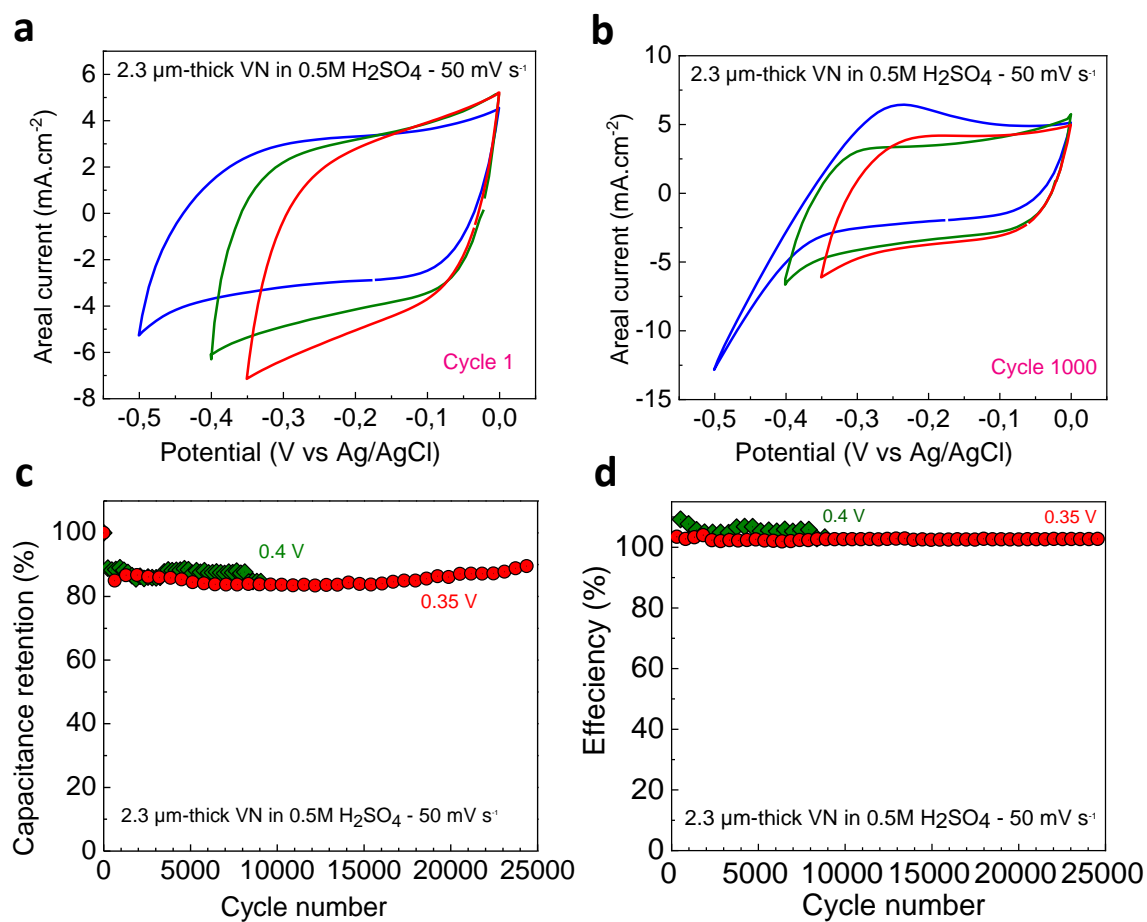 a
2.3 µm-thick VN in 0.5M H2SO4 - 50 mV s-1
6
4
2
0
-2
-4
-6
-8
Areal current (mA.cm-2)
Cycle 1
-0,5
-0,4
-0,3
-0,2
-0,1
0,0
Potential (V vs Ag/AgCl)
b
2.3 µm-thick VN in 0.5M H2SO4 - 50 mV s-1
10
5
0
-5
-10
-15
Areal current (mA.cm-2)
Cycle 1000
-0,5
-0,4
-0,3
-0,2
-0,1
0,0
Potential (V vs Ag/AgCl)
c
100
80
60
40
20
0
Capacitance retention (%)
0.4 V
0.35 V
2.3 µm-thick VN in 0.5M H2SO4 - 50 mV s-1
0
5000
10000
15000
20000
25000
Cycle number
d
100
80
60
40
20
0
Effeciency (%)
0.4 V
0.35 V
2.3 µm-thick VN in 0.5M H2SO4 - 50 mV s-1
0
5000
10000
15000
20000
25000
Cycle number